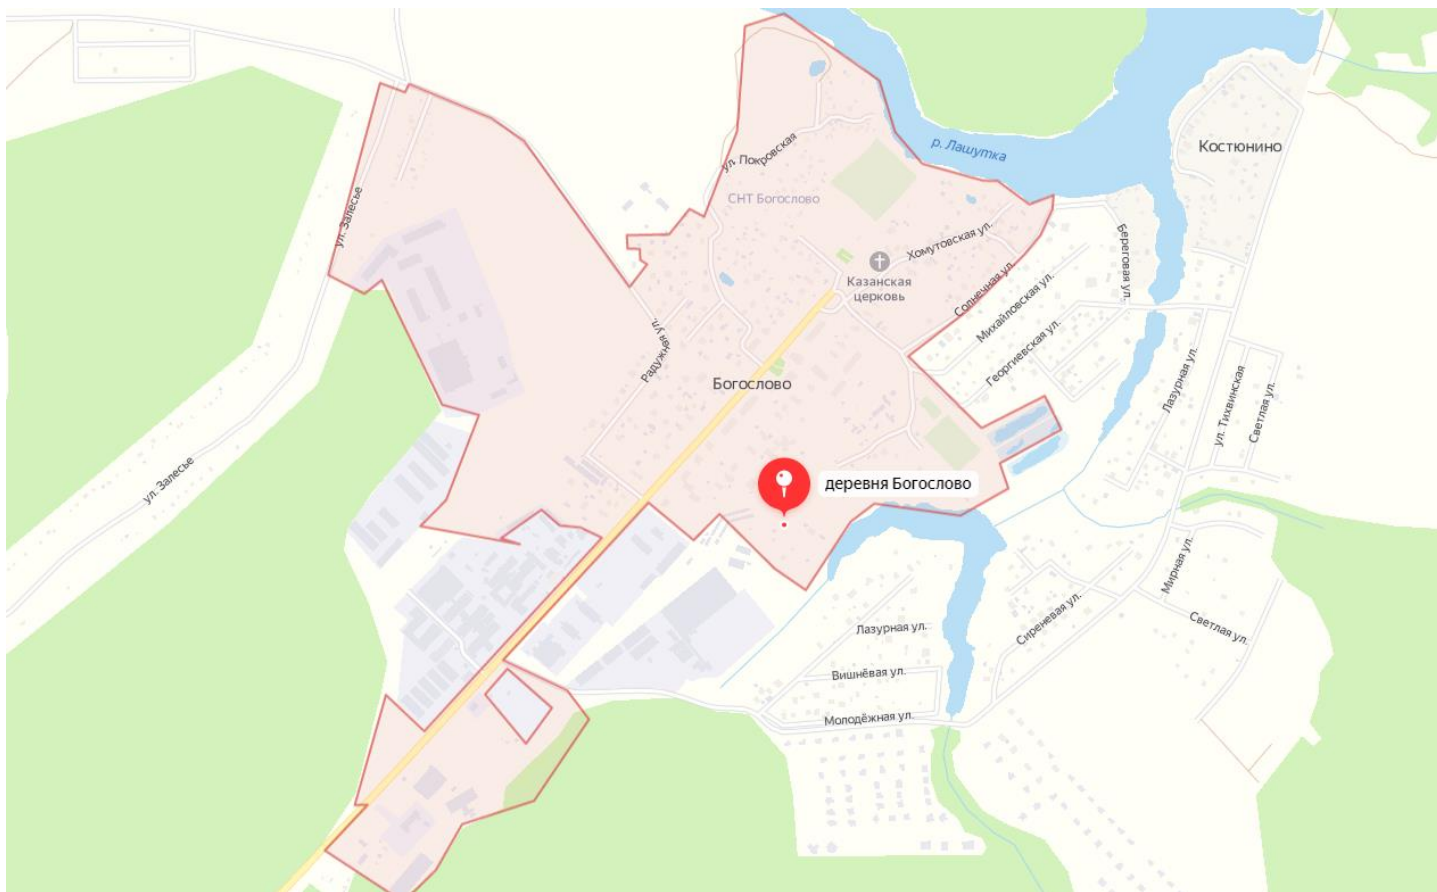 р. Лашутка
Костюнино
ул. Покровская
СНТ Богослово
ул. Залесье
Хомутовская ул.
Береговая ул.
Казанская
церковь
Солнечная ул.
Михайловская ул.
Георгиевская ул.
Радужная ул.
Богослово
Лазурная ул.
ул. Тихвинская
Светлая ул.
ул. Залесье
деревня Богослово
Мирная ул.
Сиреневая ул.
Светлая ул.
Лазурная ул.
Вишнёвая ул.
Молодёжная ул.